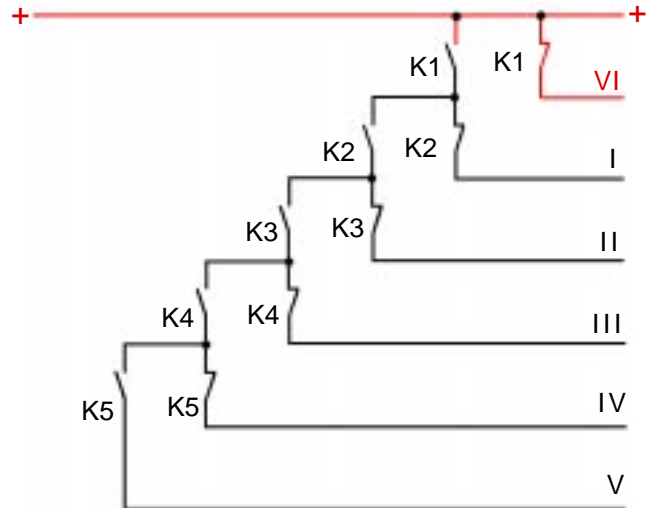 + +
K1 K1 VI
K2 K2 I
K3 K3 II
K4 K4 III
K5 K5 IV
V